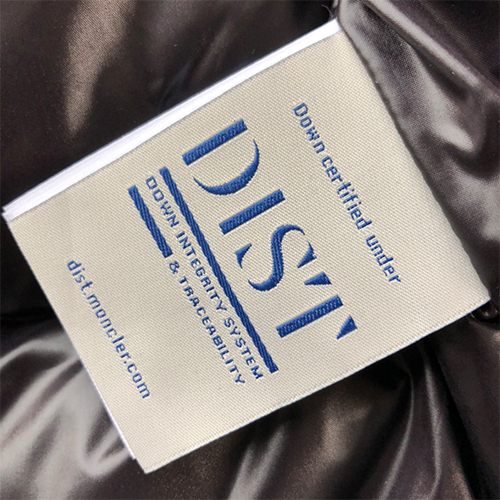 Down certified under
DIST
DOWN INTEGRITY SYSTEM
& TRACEABILITY
dist.moncler.com